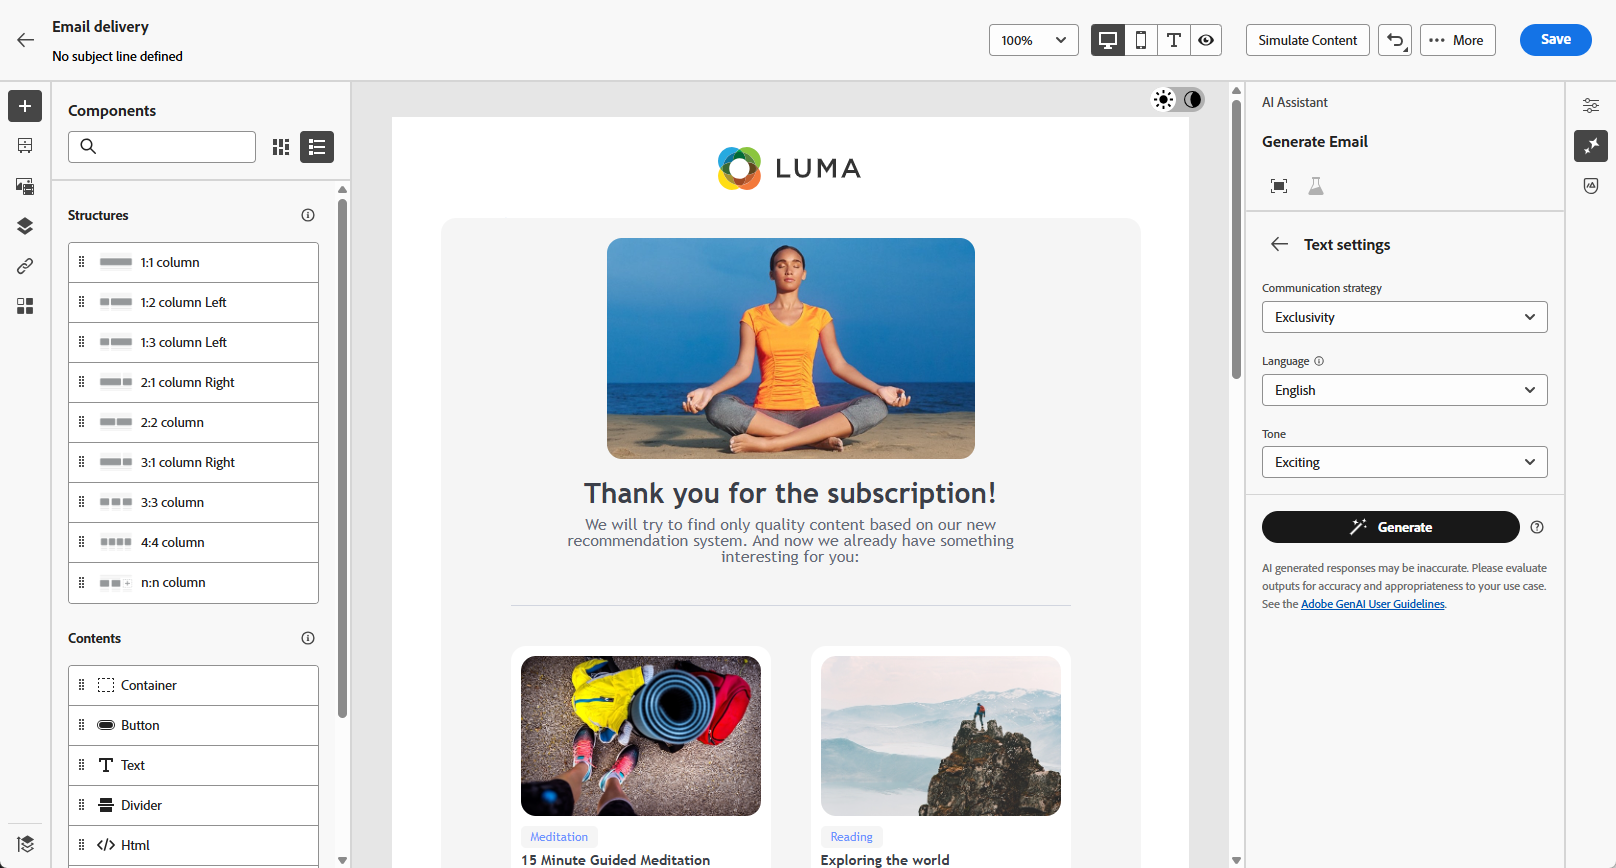 Email delivery
No subject line defined
100%
Simulate Content
More
Save
Components
Structures
1:1 column
1:2 column Left
1:3 column Left
2:1 column Right
2:2 column
3:1 column Right
3:3 column
4:4 column
n:n column
Contents
Container
Button
Text
Divider
Html
LUMA
Thank you for the subscription!
We will try to find only quality content based on our new
recommendation system. And now we already have something
interesting for you:
Meditation
15 Minute Guided Meditation
Reading
Exploring the world
AI Assistant
Generate Email
Text settings
Communication strategy
Exclusivity
Language
English
Tone
Exciting
Generate
AI generated responses may be inaccurate. Please evaluate
outputs for accuracy and appropriateness to your use case.
See the Adobe GenAI User Guidelines.